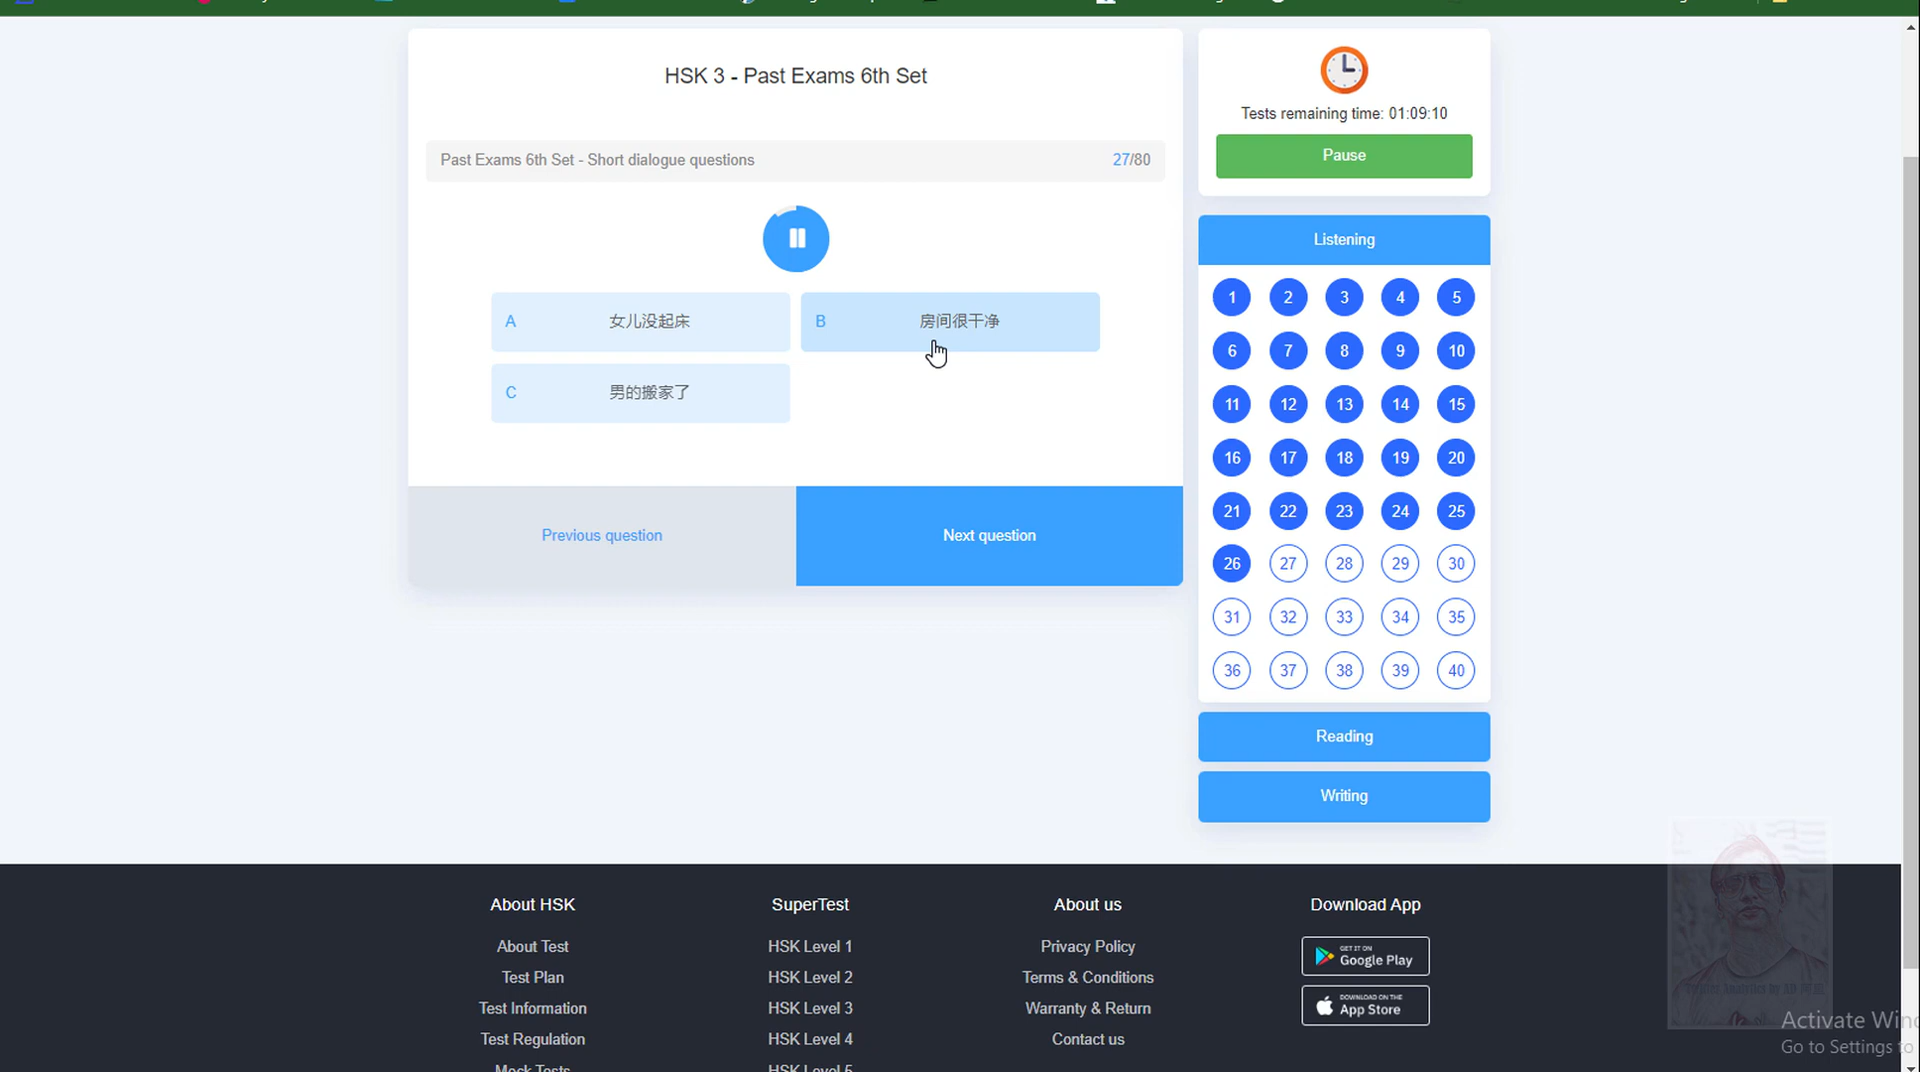 HSK 3 - Past Exams 6th Set
Past Exams 6th Set - Short dialogue questions
27/80
A 女儿没起床
B 房间很干净
C 男的搬家了
Previous question
Next question
Tests remaining time: 01:09:10
Pause
Listening
1 2 3 4 5
6 7 8 9 10
11 12 13 14 15
16 17 18 19 20
21 22 23 24 25
26 27 28 29 30
31 32 33 34 35
36 37 38 39 40
Reading
Writing
About HSK
About Test
Test Plan
Test Information
Test Regulation
Mock Tests
SuperTest
HSK Level 1
HSK Level 2
HSK Level 3
HSK Level 4
HSK Level 5
About us
Privacy Policy
Terms & Conditions
Warranty & Return
Contact us
Download App
GET IT ON
Google Play
DOWNLOAD ON THE
App Store
Activate Win
Go to Settings to